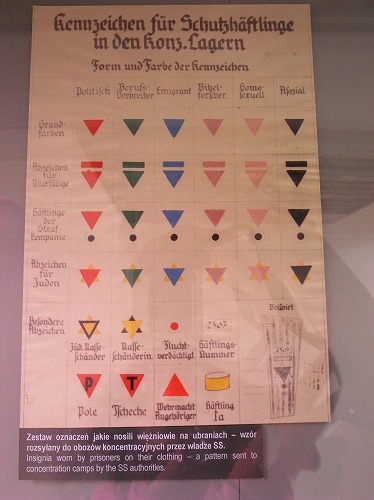 Kennzeichen für Schutzhäftlinge
in den Konz.Lagern
Form und Farbe der Kennzeichen
Politisch Berufs-Verbrecher Emigrant Bibel-forscher Homo-sexuell Asozial
Grund-
farben
Abzeichen
für
Rückfällige
Häftlinge
der
Straf
kompanie
Abzeichen
für
Juden
Besondere
Abzeichen
Jüd. Rasse-
schänder
Rasse-
schänderin
Flucht-
verdächtigt
2307
Häftlings-
Nummer
Beispiel
P
Pole
T
Tscheche
Wehrmacht
Angehöriger
Häftling
Ia
Zestaw oznaczeń jakie nosili więźniowie na ubraniach – wzór
rozsyłany do obozów koncentracyjnych przez władze SS.
Insignia worn by prisoners on their clothing – a pattern sent to
concentration camps by the SS authorities.